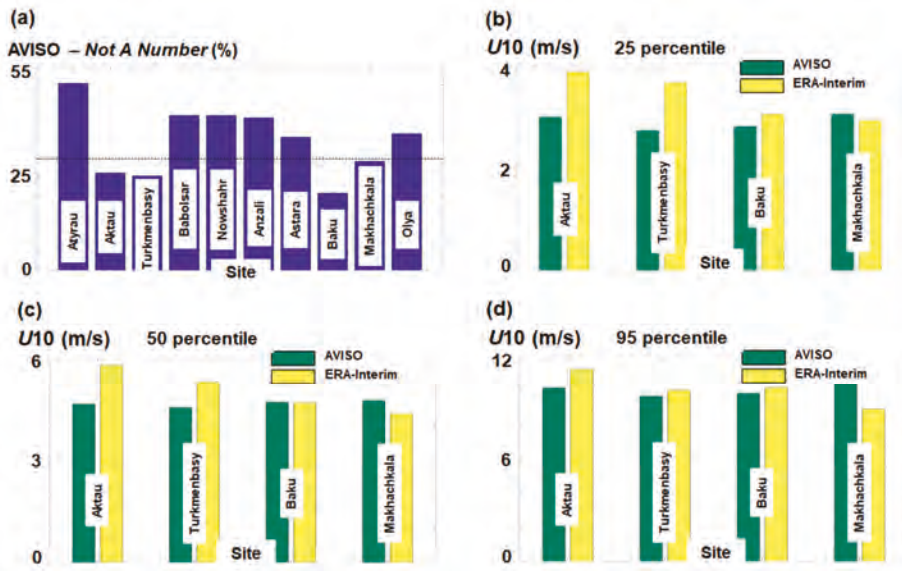 (a)
AVISO – Not A Number (%)
55
25
0
Atyrau
Aktau
Turkmenbasy
Babolsar
Nowshahr
Anzali
Astara
Baku
Makhachkala
Olya
Site
(b)
U10 (m/s) 25 percentile
AVISO
ERA-Interim
4
2
0
Aktau
Turkmenbasy
Baku
Makhachkala
Site
(c)
U10 (m/s) 50 percentile
AVISO
ERA-Interim
6
3
0
Aktau
Turkmenbasy
Baku
Makhachkala
Site
(d)
U10 (m/s) 95 percentile
AVISO
ERA-Interim
12
6
0
Aktau
Turkmenbasy
Baku
Makhachkala
Site